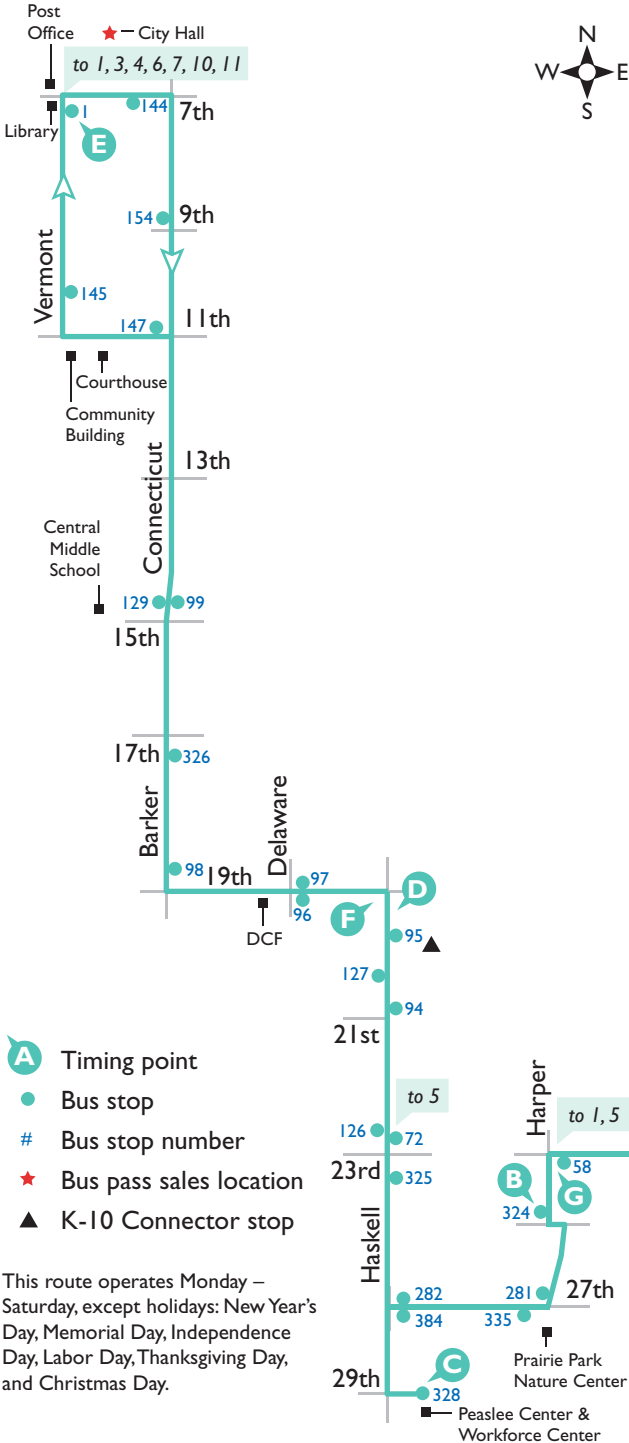 Post
Office
City Hall
N
W
E
S
to 1, 3, 4, 6, 7, 10, 11
Library
1
144
7th
E
154
9th
Vermont
145
147
11th
Courthouse
Community
Building
13th
Connecticut
Central
Middle
School
129
99
15th
17th
326
Barker
Delaware
98
19th
97
96
D
F
DCF
95
127
94
21st
A Timing point
Bus stop
# Bus stop number
Bus pass sales location
K-10 Connector stop
to 5
126
72
23rd
325
Harper
to 1, 5
58
B
G
324
Haskell
282
384
281
335
27th
Prairie Park
Nature Center
29th
C
328
Peaslee Center &
Workforce Center
This route operates Monday –
Saturday, except holidays: New Year's
Day, Memorial Day, Independence
Day, Labor Day, Thanksgiving Day,
and Christmas Day.